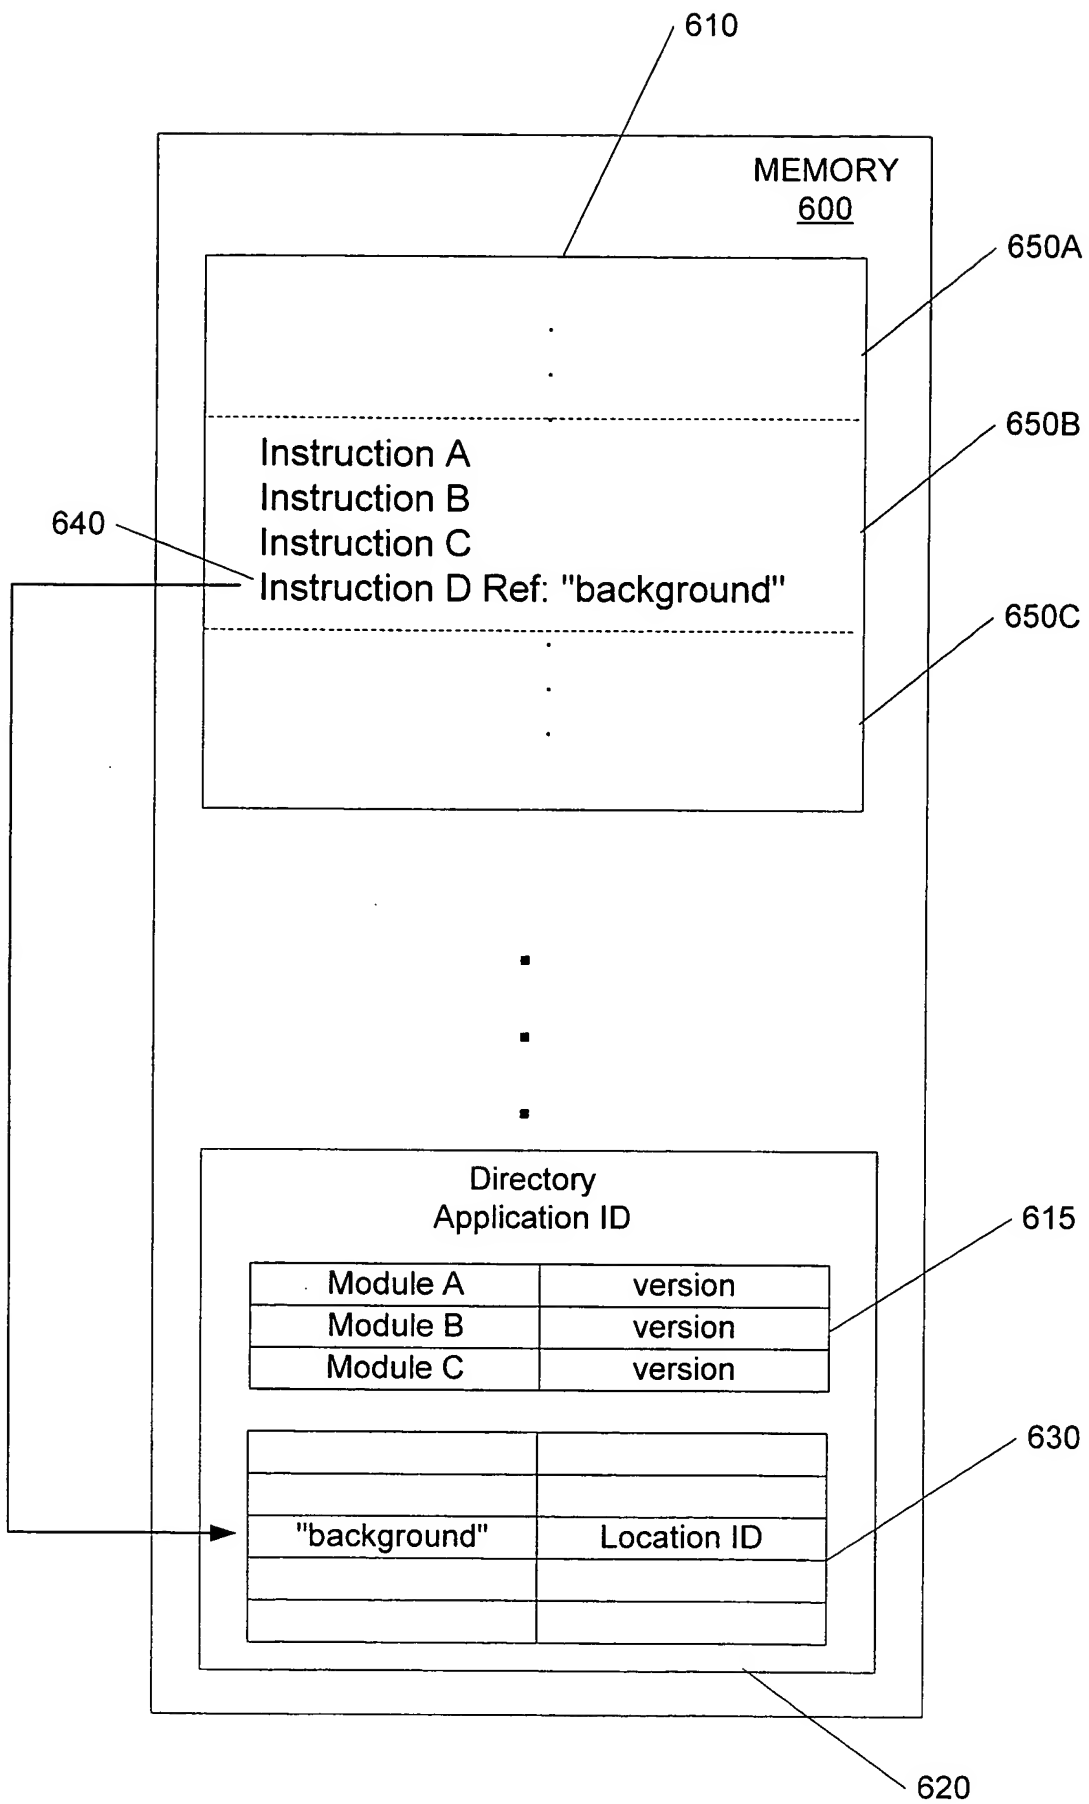 610
MEMORY
600
650A
650B
Instruction A
Instruction B
640
Instruction C
Instruction D Ref: "background"
650C
Directory
Application ID
615
Module A version
Module B version
Module C version
630
"background" Location ID
620